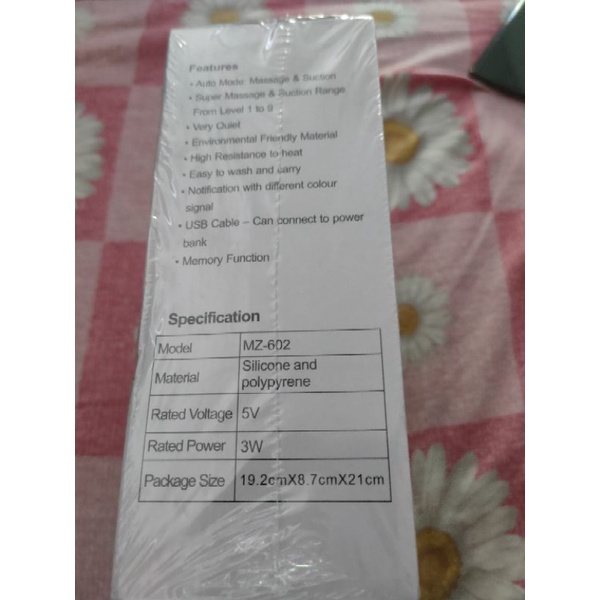 Features
• Auto Mode: Massage & Suction
• Super Massage & Suction Range
From Level 1 to 9
• Very Quiet
• Environmental Friendly Material
• High Resistance to heat
• Easy to wash and carry
• Notification with different colour
signal
• USB Cable – Can connect to power
bank
• Memory Function
Specification
Model MZ-602
Material Silicone and
polypyrene
Rated Voltage 5V
Rated Power 3W
Package Size 19.2cmX8.7cmX21cm